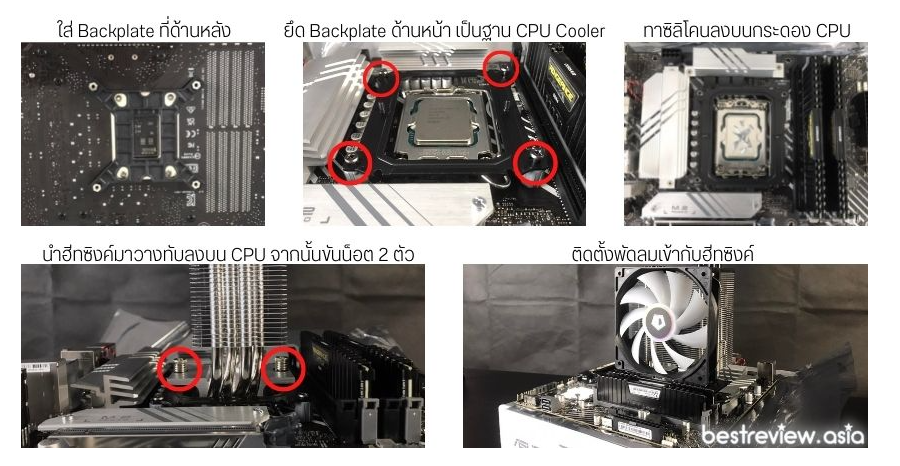 ใส่ Backplate ที่ด้านหลัง
ยึด Backplate ด้านหน้า เป็นฐาน CPU Cooler
ทาซิลิโคนลงบนกระดอง CPU
นำฮีทซิงค์มาวางทับลงบน CPU จากนั้นขันน็อต 2 ตัว
ติดตั้งพัดลมเข้ากับฮีทซิงค์
bestreview.asia